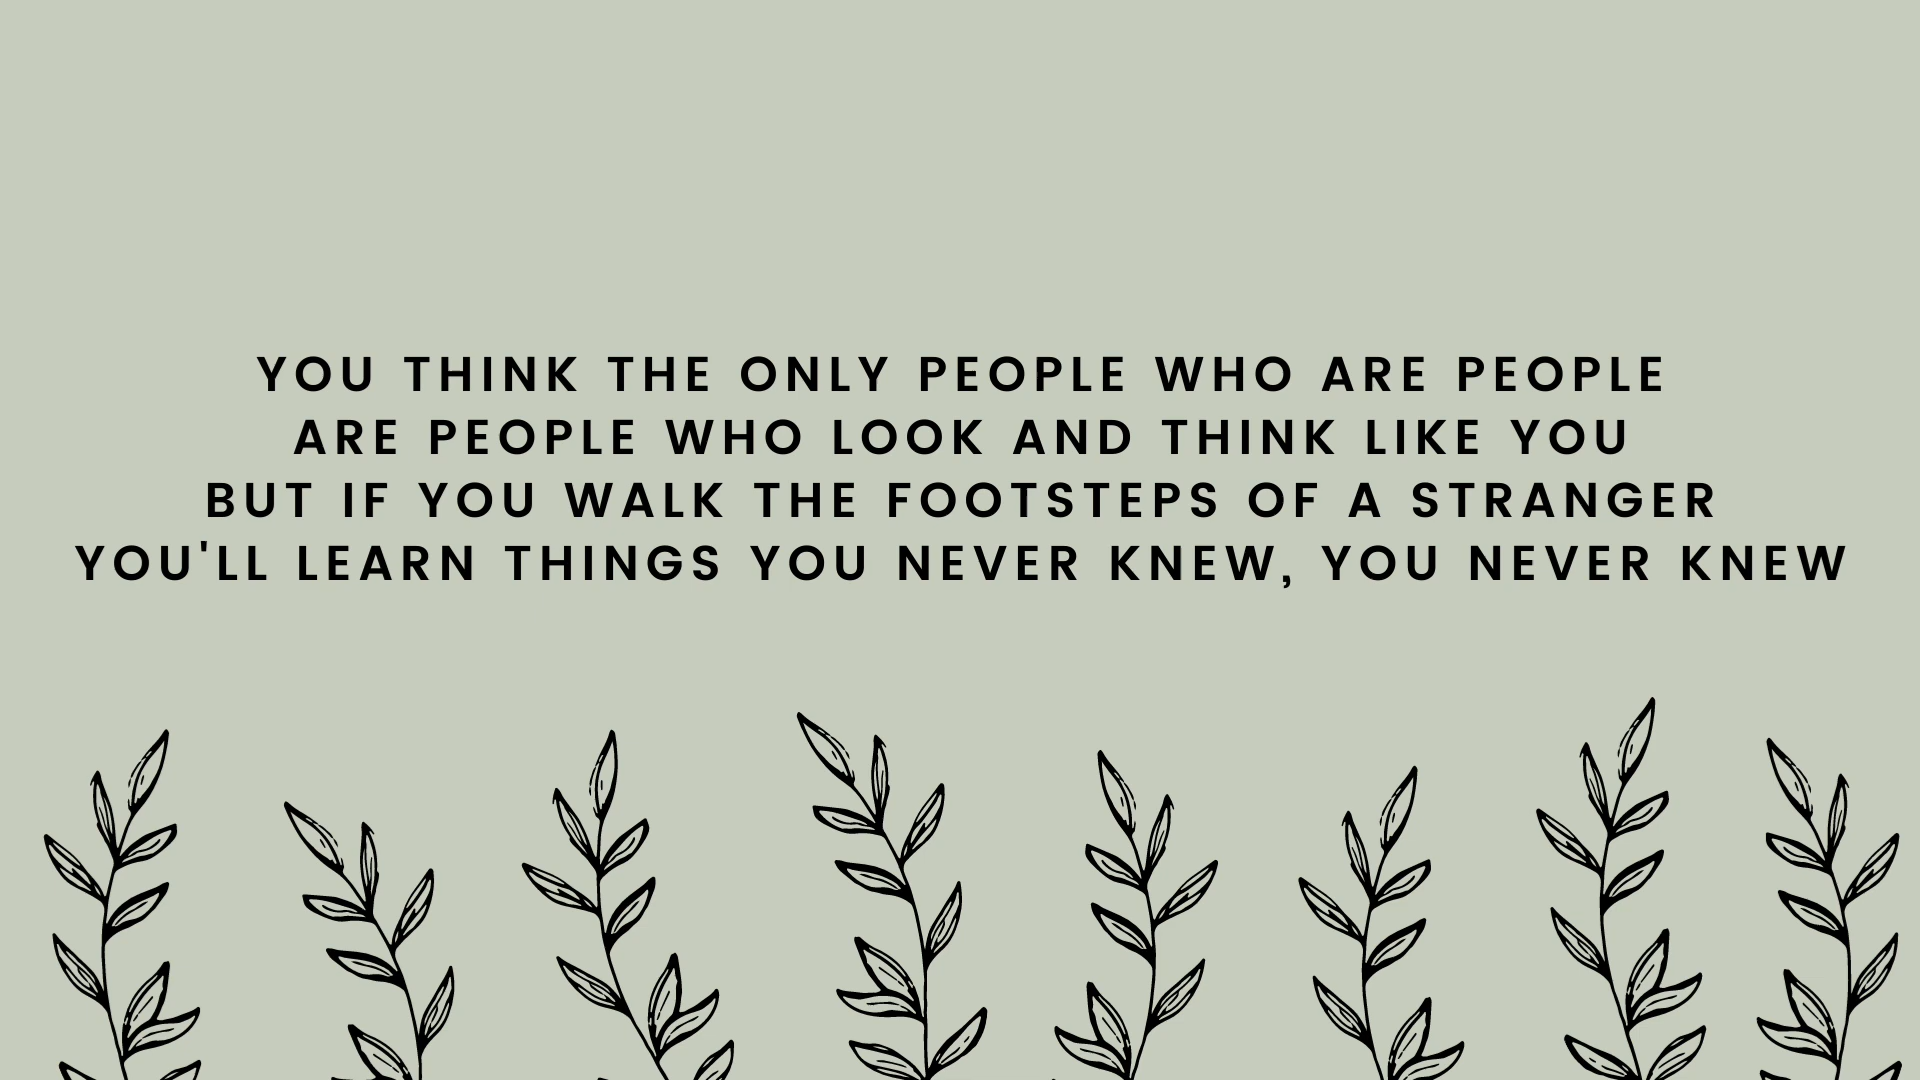 YOU THINK THE ONLY PEOPLE WHO ARE PEOPLE
ARE PEOPLE WHO LOOK AND THINK LIKE YOU
BUT IF YOU WALK THE FOOTSTEPS OF A STRANGER
YOU'LL LEARN THINGS YOU NEVER KNEW, YOU NEVER KNEW